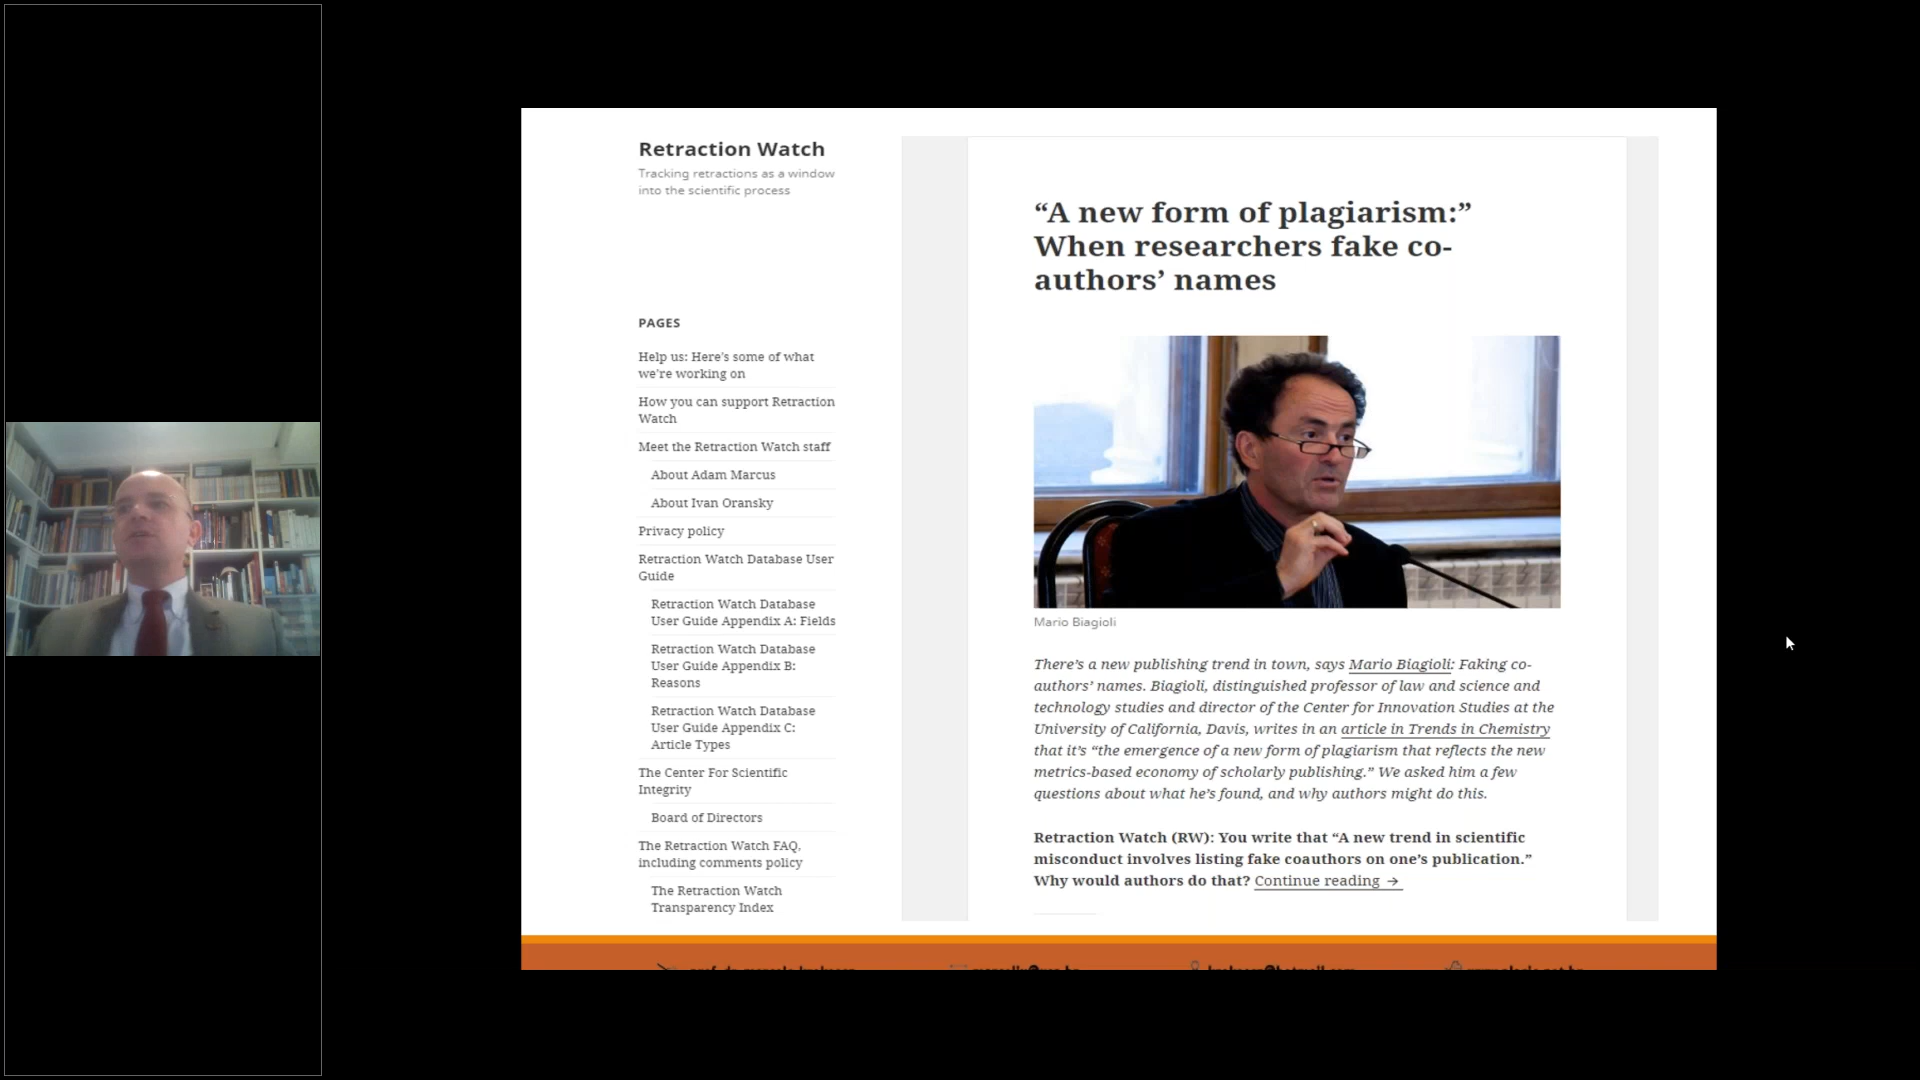 Retraction Watch
Tracking retractions as a window
into the scientific process
PAGES
Help us: Here’s some of what
we’re working on
How you can support Retraction
Watch
Meet the Retraction Watch staff
About Adam Marcus
About Ivan Oransky
Privacy policy
Retraction Watch Database User
Guide
Retraction Watch Database
User Guide Appendix A: Fields
Retraction Watch Database
User Guide Appendix B:
Reasons
Retraction Watch Database
User Guide Appendix C:
Article Types
The Center For Scientific
Integrity
Board of Directors
The Retraction Watch FAQ,
including comments policy
The Retraction Watch
Transparency Index
“A new form of plagiarism:”
When researchers fake co-
authors’ names
Mario Biagioli
There’s a new publishing trend in town, says Mario Biagioli: Faking co-
authors’ names. Biagioli, distinguished professor of law and science and
technology studies and director of the Center for Innovation Studies at the
University of California, Davis, writes in an article in Trends in Chemistry
that it’s “the emergence of a new form of plagiarism that reflects the new
metrics-based economy of scholarly publishing.” We asked him a few
questions about what he’s found, and why authors might do this.
Retraction Watch (RW): You write that “A new trend in scientific
misconduct involves listing fake coauthors on one’s publication.”
Why would authors do that? Continue reading →